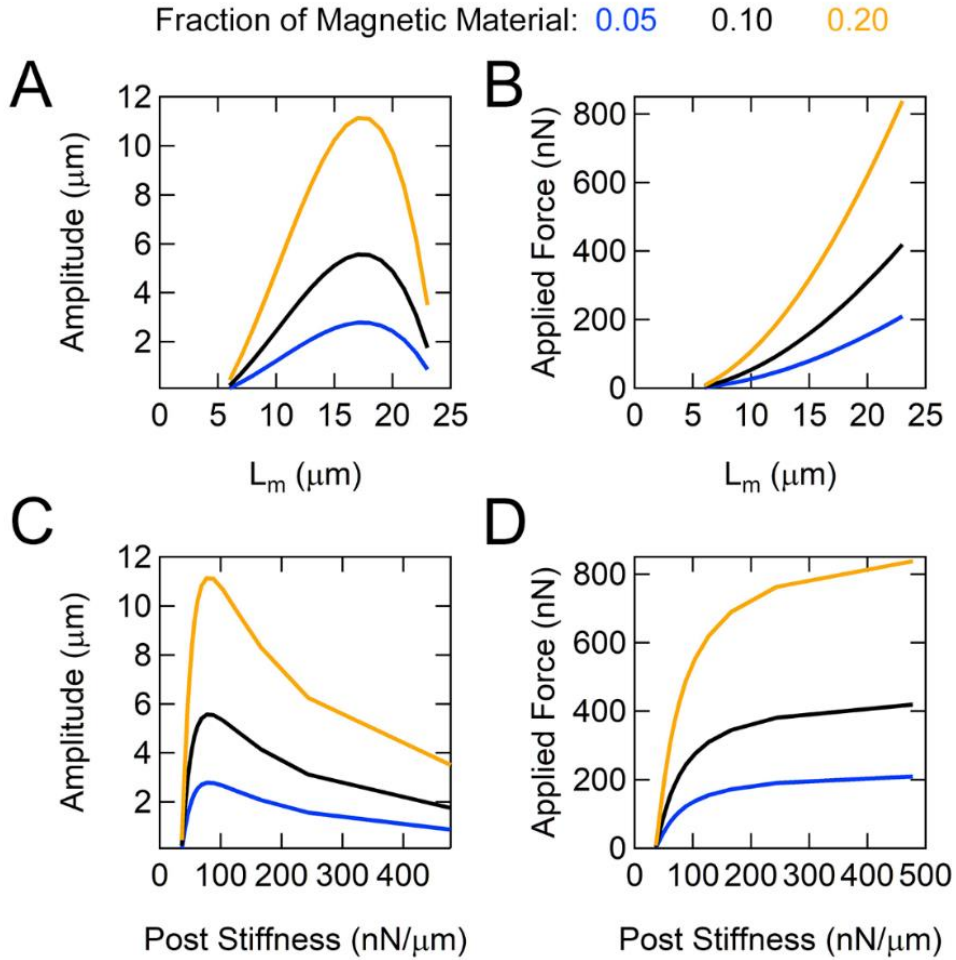 Fraction of Magnetic Material: 0.05 0.10 0.20
A
12
10
8
6
4
2
Amplitude (μm)
0 5 10 15 20 25
Lm (μm)
B
800
600
400
200
0
Applied Force (nN)
0 5 10 15 20 25
Lm (μm)
C
12
10
8
6
4
2
Amplitude (μm)
0 100 200 300 400
Post Stiffness (nN/μm)
D
800
600
400
200
0
Applied Force (nN)
0 100 200 300 400 500
Post Stiffness (nN/μm)